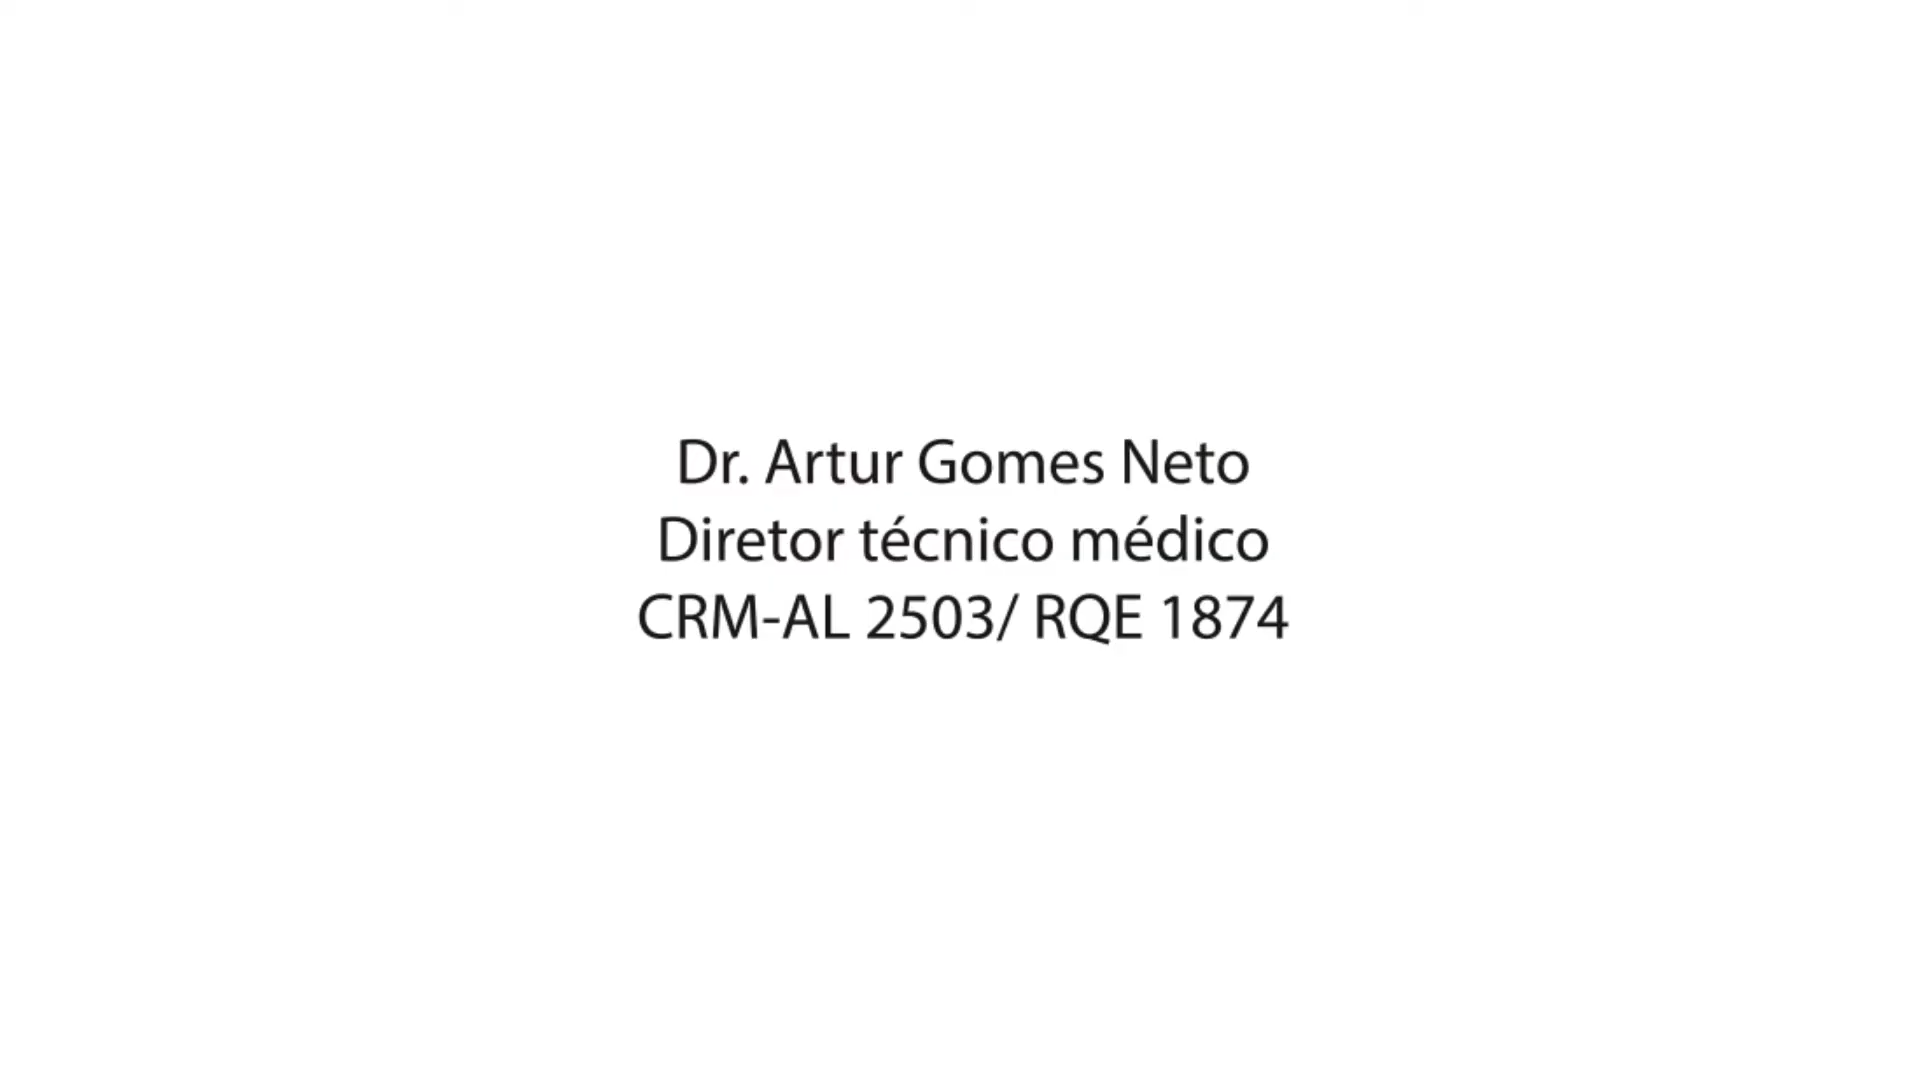 Dr. Artur Gomes Neto
Diretor técnico médico
CRM-AL 2503/ RQE 1874